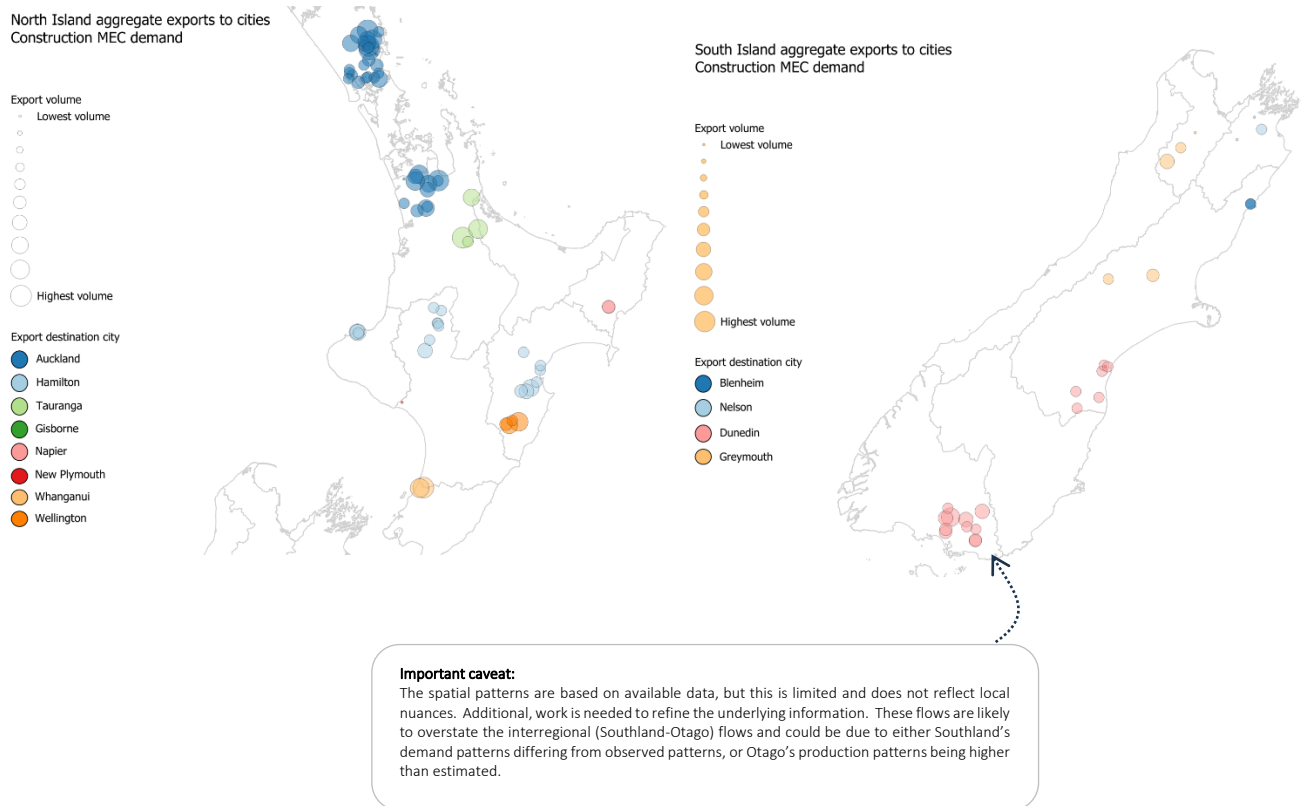 North Island aggregate exports to cities
Construction MEC demand
Export volume
Lowest volume
Highest volume
Export destination city
Auckland
Hamilton
Tauranga
Gisborne
Napier
New Plymouth
Whanganui
Wellington
South Island aggregate exports to cities
Construction MEC demand
Export volume
Lowest volume
Highest volume
Export destination city
Blenheim
Nelson
Dunedin
Greymouth
Important caveat:
The spatial patterns are based on available data, but this is limited and does not reflect local
nuances. Additional, work is needed to refine the underlying information. These flows are likely
to overstate the interregional (Southland-Otago) flows and could be due to either Southland's
demand patterns differing from observed patterns, or Otago's production patterns being higher
than estimated.